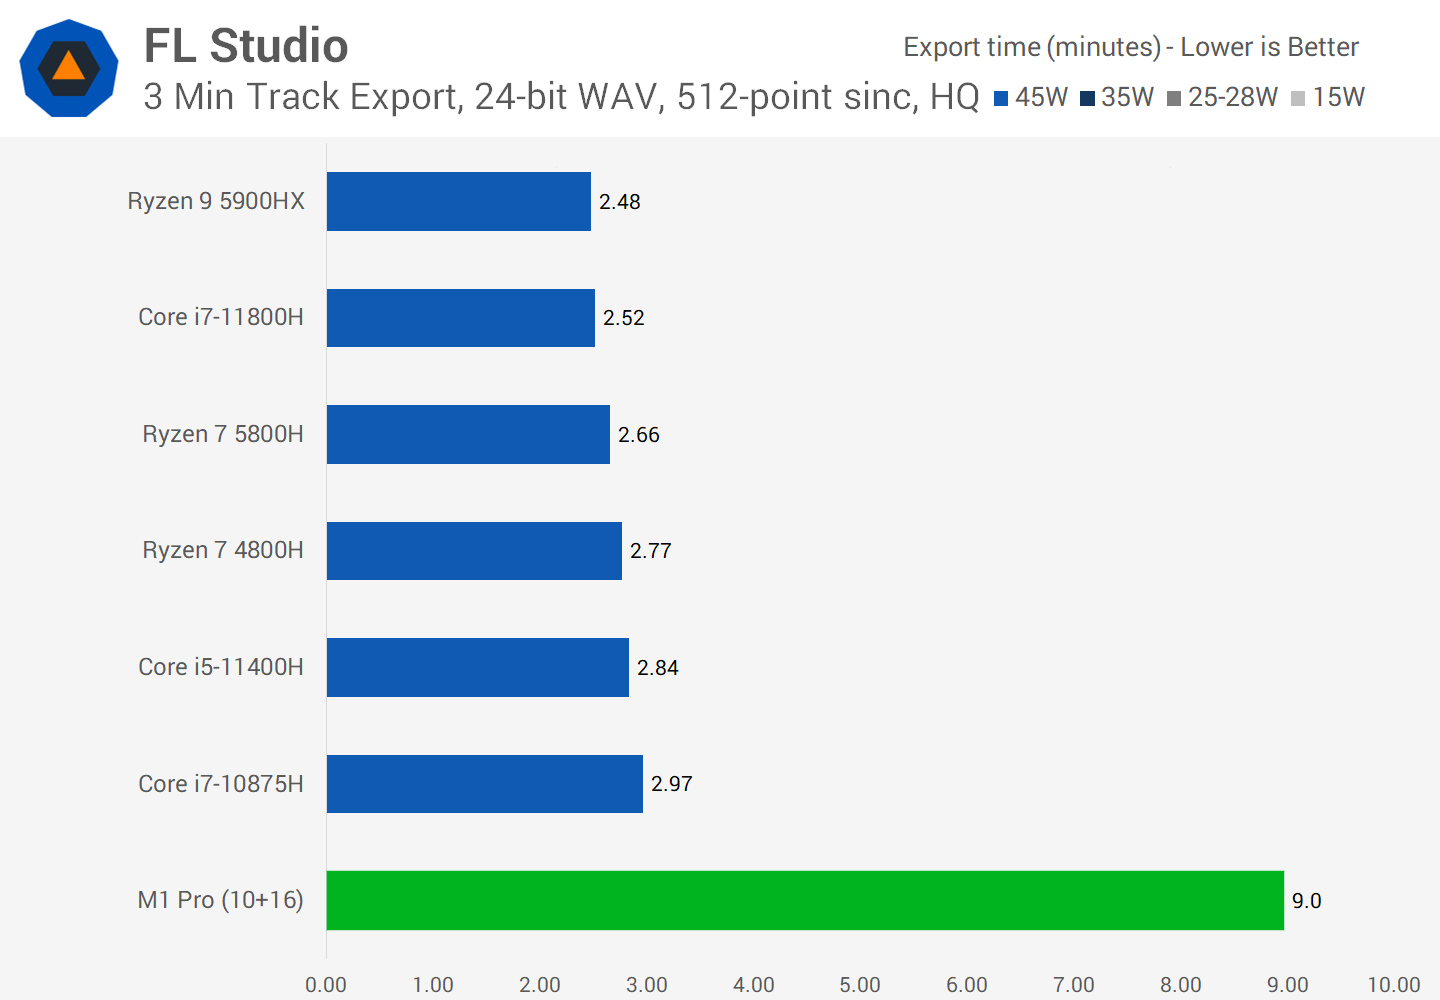 FL Studio
Export time (minutes) - Lower is Better
3 Min Track Export, 24-bit WAV, 512-point sinc, HQ
45W 35W 25-28W 15W
Ryzen 9 5900HX 2.48
Core i7-11800H 2.52
Ryzen 7 5800H 2.66
Ryzen 7 4800H 2.77
Core i5-11400H 2.84
Core i7-10875H 2.97
M1 Pro (10+16) 9.0
0.00 1.00 2.00 3.00 4.00 5.00 6.00 7.00 8.00 9.00 10.00